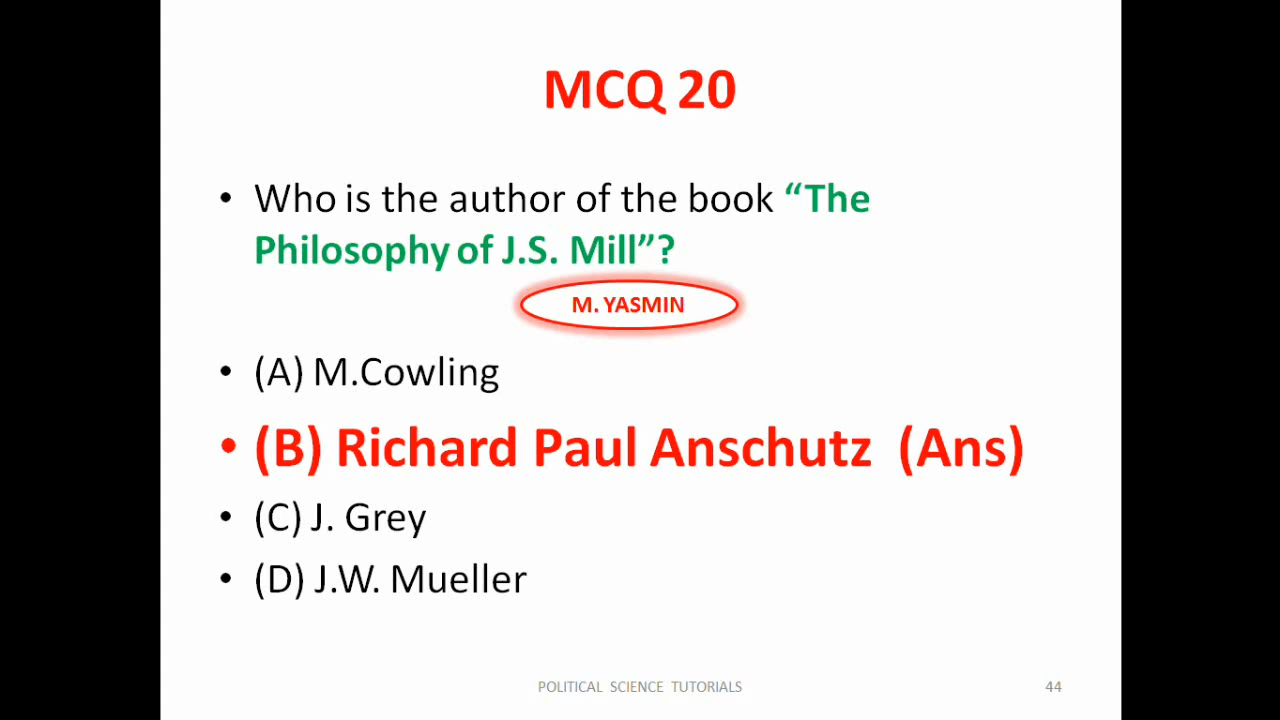 MCQ 20
• Who is the author of the book “The
Philosophy of J.S. Mill”?
M. YASMIN
• (A) M.Cowling
• (B) Richard Paul Anschutz (Ans)
• (C) J. Grey
• (D) J.W. Mueller
POLITICAL SCIENCE TUTORIALS 44